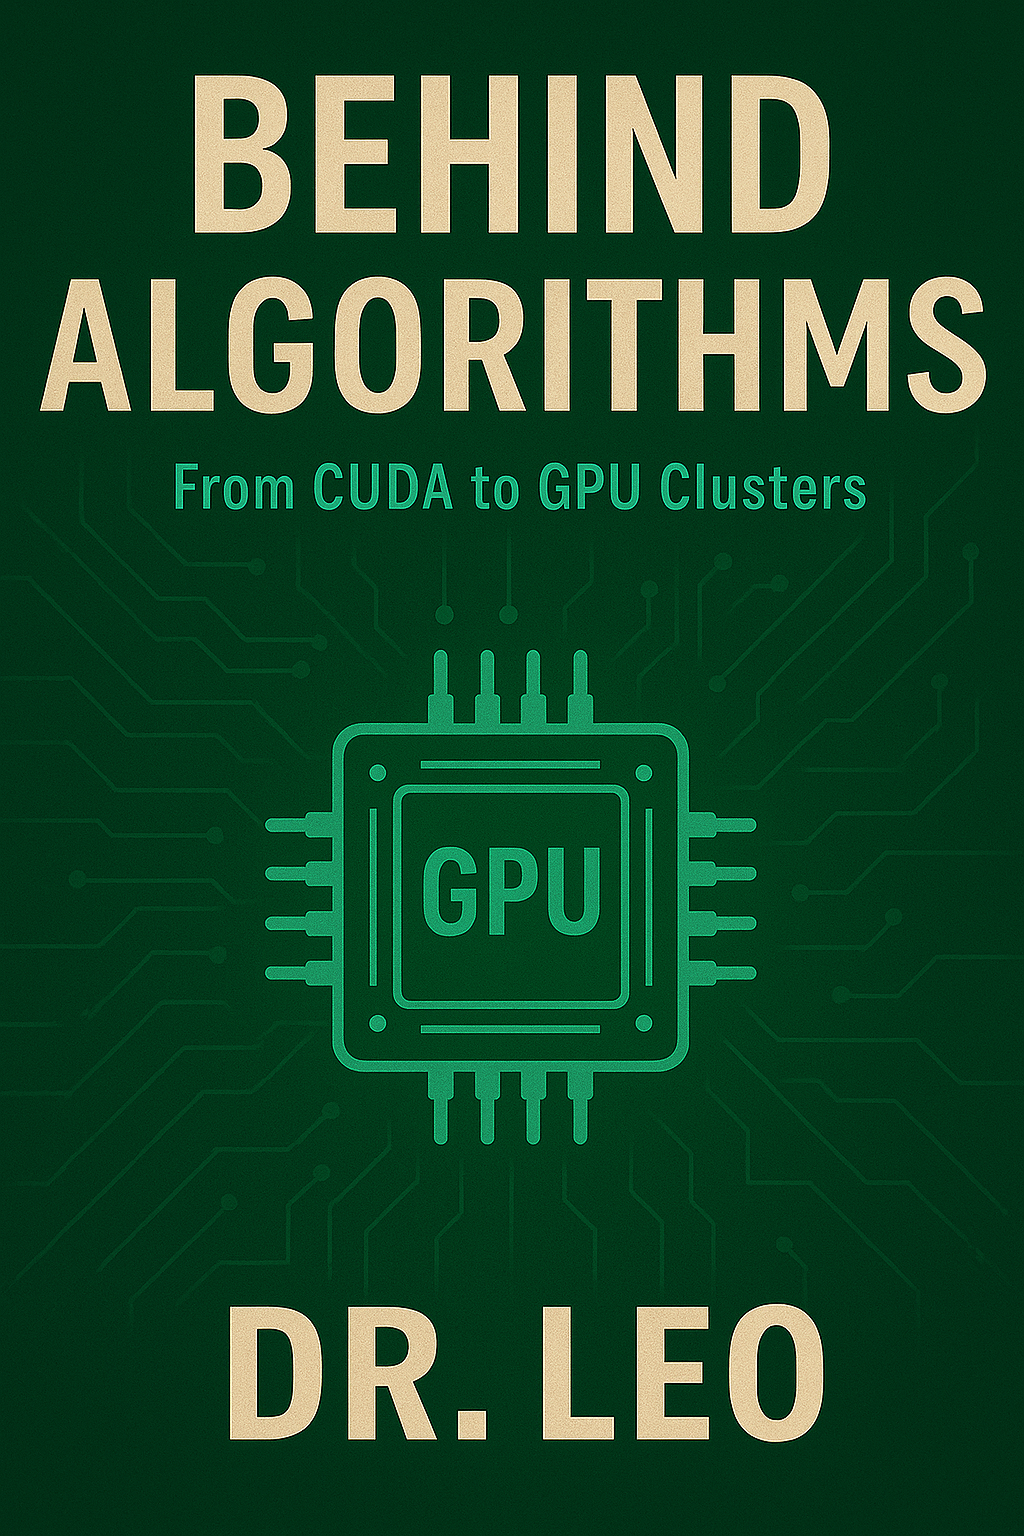 BEHIND
ALGORITHMS
From CUDA to GPU Clusters
GPU
DR. LEO